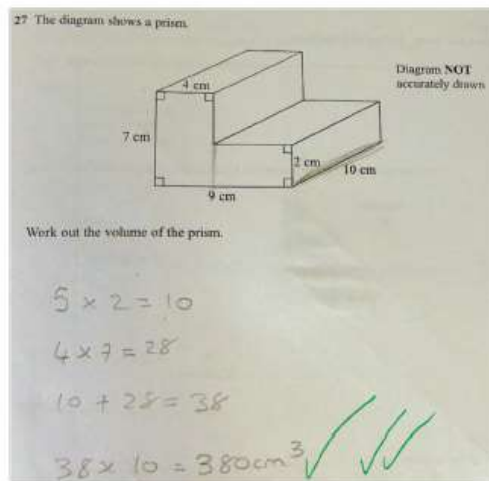 27 The diagram shows a prism.
Diagram NOT
accurately drawn
4 cm
7 cm
2 cm
10 cm
9 cm
Work out the volume of the prism.
5 × 2 = 10
4 × 7 = 28
10 + 28 = 38
38 × 10 = 380cm³